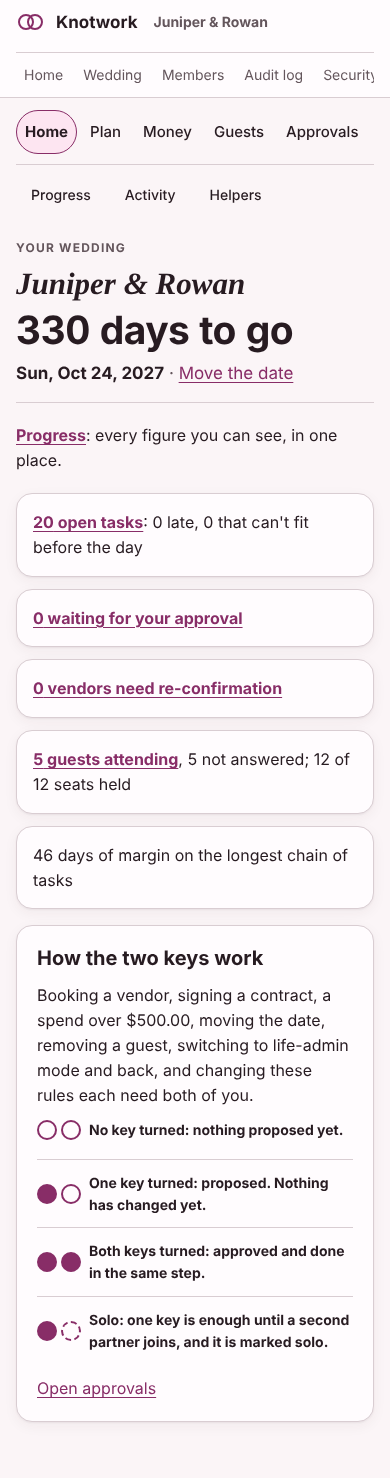 Knotwork Juniper & Rowan
Home Wedding Members Audit log Security
Home Plan Money Guests Approvals
Progress Activity Helpers
YOUR WEDDING
Juniper & Rowan
330 days to go
Sun, Oct 24, 2027 · Move the date
Progress: every figure you can see, in one
place.
20 open tasks: 0 late, 0 that can't fit
before the day
0 waiting for your approval
0 vendors need re-confirmation
5 guests attending, 5 not answered; 12 of
12 seats held
46 days of margin on the longest chain of
tasks
How the two keys work
Booking a vendor, signing a contract, a
spend over $500.00, moving the date,
removing a guest, switching to life-admin
mode and back, and changing these
rules each need both of you.
No key turned: nothing proposed yet.
One key turned: proposed. Nothing
has changed yet.
Both keys turned: approved and done
in the same step.
Solo: one key is enough until a second
partner joins, and it is marked solo.
Open approvals